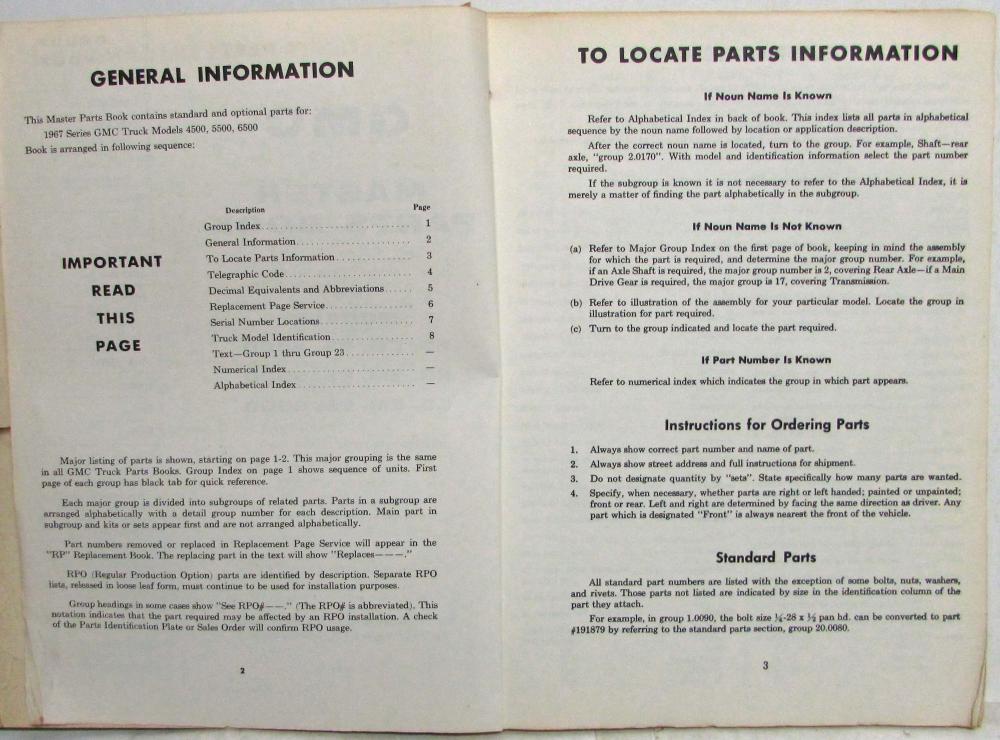 GENERAL INFORMATION
This Master Parts Book contains standard and optional parts for:
1967 Series GMC Truck Models 4500, 5500, 6500
Book is arranged in following sequence:
IMPORTANT
READ
THIS
PAGE
Description Page
Group Index 1
General Information 2
To Locate Parts Information 3
Telegraphic Code 4
Decimal Equivalents and Abbreviations 5
Replacement Page Service 6
Serial Number Locations 7
Truck Model Identification 8
Text—Group 1 thru Group 23 —
Numerical Index —
Alphabetical Index —
Major listing of parts is shown, starting on page 1-2. This major grouping is the same
in all GMC Truck Parts Books. Group Index on page 1 shows sequence of units. First
page of each group has black tab for quick reference.
Each major group is divided into subgroups of related parts. Parts in a subgroup are
arranged alphabetically with a detail group number for each description. Main part in
subgroup and kits or sets appear first and are not arranged alphabetically.
Part numbers removed or replaced in Replacement Page Service will appear in the
"RP" Replacement Book. The replacing part in the text will show "Replaces———."
RPO (Regular Production Option) parts are identified by description. Separate RPO
lists, released in loose leaf form, must continue to be used for installation purposes.
Group headings in some cases show "See RPO#——." (The RPO# is abbreviated). This
notation indicates that the part required may be affected by an RPO installation. A check
of the Parts Identification Plate or Sales Order will confirm RPO usage.
2
TO LOCATE PARTS INFORMATION
If Noun Name Is Known
Refer to Alphabetical Index in back of book. This index lists all parts in alphabetical
sequence by the noun name followed by location or application description.
After the correct noun name is located, turn to the group. For example, Shaft—rear
axle, "group 2.0170". With model and identification information select the part number
required.
If the subgroup is known it is not necessary to refer to the Alphabetical Index, it is
merely a matter of finding the part alphabetically in the subgroup.
If Noun Name Is Not Known
(a) Refer to Major Group Index on the first page of book, keeping in mind the assembly
for which the part is required, and determine the major group number. For example,
if an Axle Shaft is required, the major group number is 2, covering Rear Axle—if a Main
Drive Gear is required, the major group is 17, covering Transmission.
(b) Refer to illustration of the assembly for your particular model. Locate the group in
illustration for part required.
(c) Turn to the group indicated and locate the part required.
If Part Number Is Known
Refer to numerical index which indicates the group in which part appears.
Instructions for Ordering Parts
1. Always show correct part number and name of part.
2. Always show street address and full instructions for shipment.
3. Do not designate quantity by "sets". State specifically how many parts are wanted.
4. Specify, when necessary, whether parts are right or left handed; painted or unpainted;
front or rear. Left and right are determined by facing the same direction as driver. Any
part which is designated "Front" is always nearest the front of the vehicle.
Standard Parts
All standard part numbers are listed with the exception of some bolts, nuts, washers,
and rivets. Those parts not listed are indicated by size in the identification column of the
part they attach.
For example, in group 1.0090, the bolt size ¼-28 x ½ pan hd. can be converted to part
#191879 by referring to the standard parts section, group 20.0080.
3